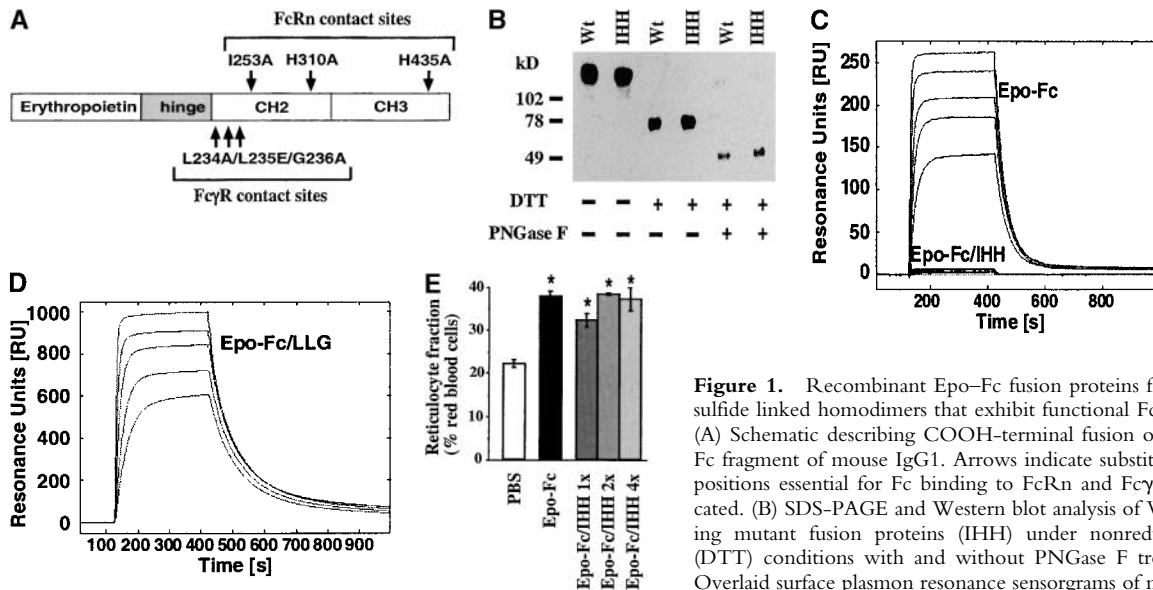 A
FcRn contact sites
I253A H310A H435A
Erythropoietin hinge CH2 CH3
L234A/L235E/G236A
FcγR contact sites
B
Wt IHH Wt IHH Wt IHH
kD
102
78
49
DTT - - + + + +
PNGase F - - - - + +
C
Resonance Units [RU]
250
200
150
100
50
0
Epo-Fc
Epo-Fc/IHH
200 400 600 800
Time [s]
D
Resonance Units [RU]
1000
800
600
400
200
0
Epo-Fc/LLG
100 200 300 400 500 600 700 800 900
Time [s]
E
Reticulocyte fraction
(% red blood cells)
40
30
20
10
0
* * * *
PBS
Epo-Fc
Epo-Fc/IHH 1x
Epo-Fc/IHH 2x
Epo-Fc/IHH 4x
Figure 1. Recombinant Epo–Fc fusion proteins f
sulfide linked homodimers that exhibit functional Fc
(A) Schematic describing COOH-terminal fusion o
Fc fragment of mouse IgG1. Arrows indicate substit
positions essential for Fc binding to FcRn and Fcγ
cated. (B) SDS-PAGE and Western blot analysis of W
ing mutant fusion proteins (IHH) under nonredu
(DTT) conditions with and without PNGase F tre
Overlaid surface plasmon resonance sensorgrams of n